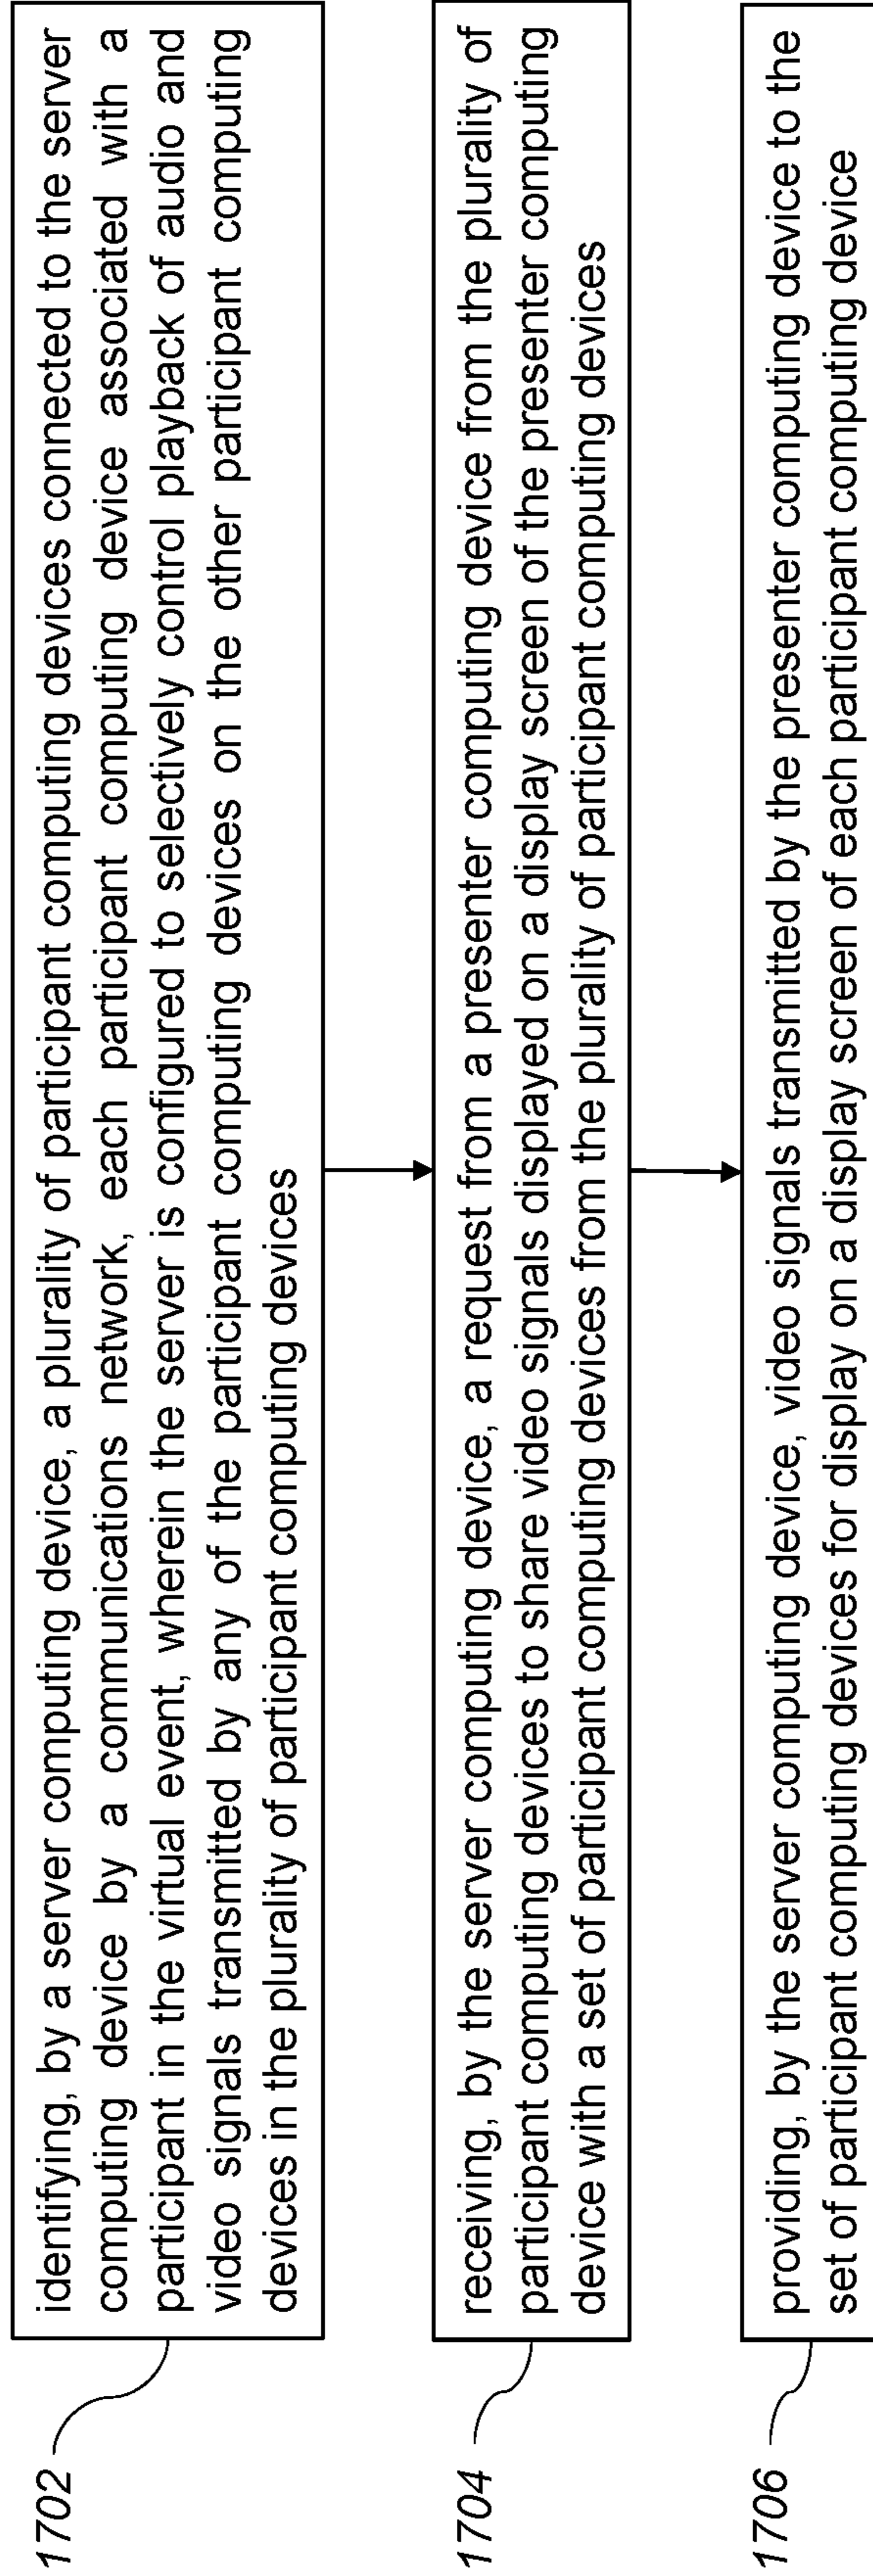 1702
identifying, by a server computing device, a plurality of participant computing devices connected to the server
computing device by a communications network, each participant computing device associated with a
participant in the virtual event, wherein the server is configured to selectively control playback of audio and
video signals transmitted by any of the participant computing devices on the other participant computing
devices in the plurality of participant computing devices
1704
receiving, by the server computing device, a request from a presenter computing device from the plurality of
participant computing devices to share video signals displayed on a display screen of the presenter computing
device with a set of participant computing devices from the plurality of participant computing devices
1706
providing, by the server computing device, video signals transmitted by the presenter computing device to the
set of participant computing devices for display on a display screen of each participant computing device